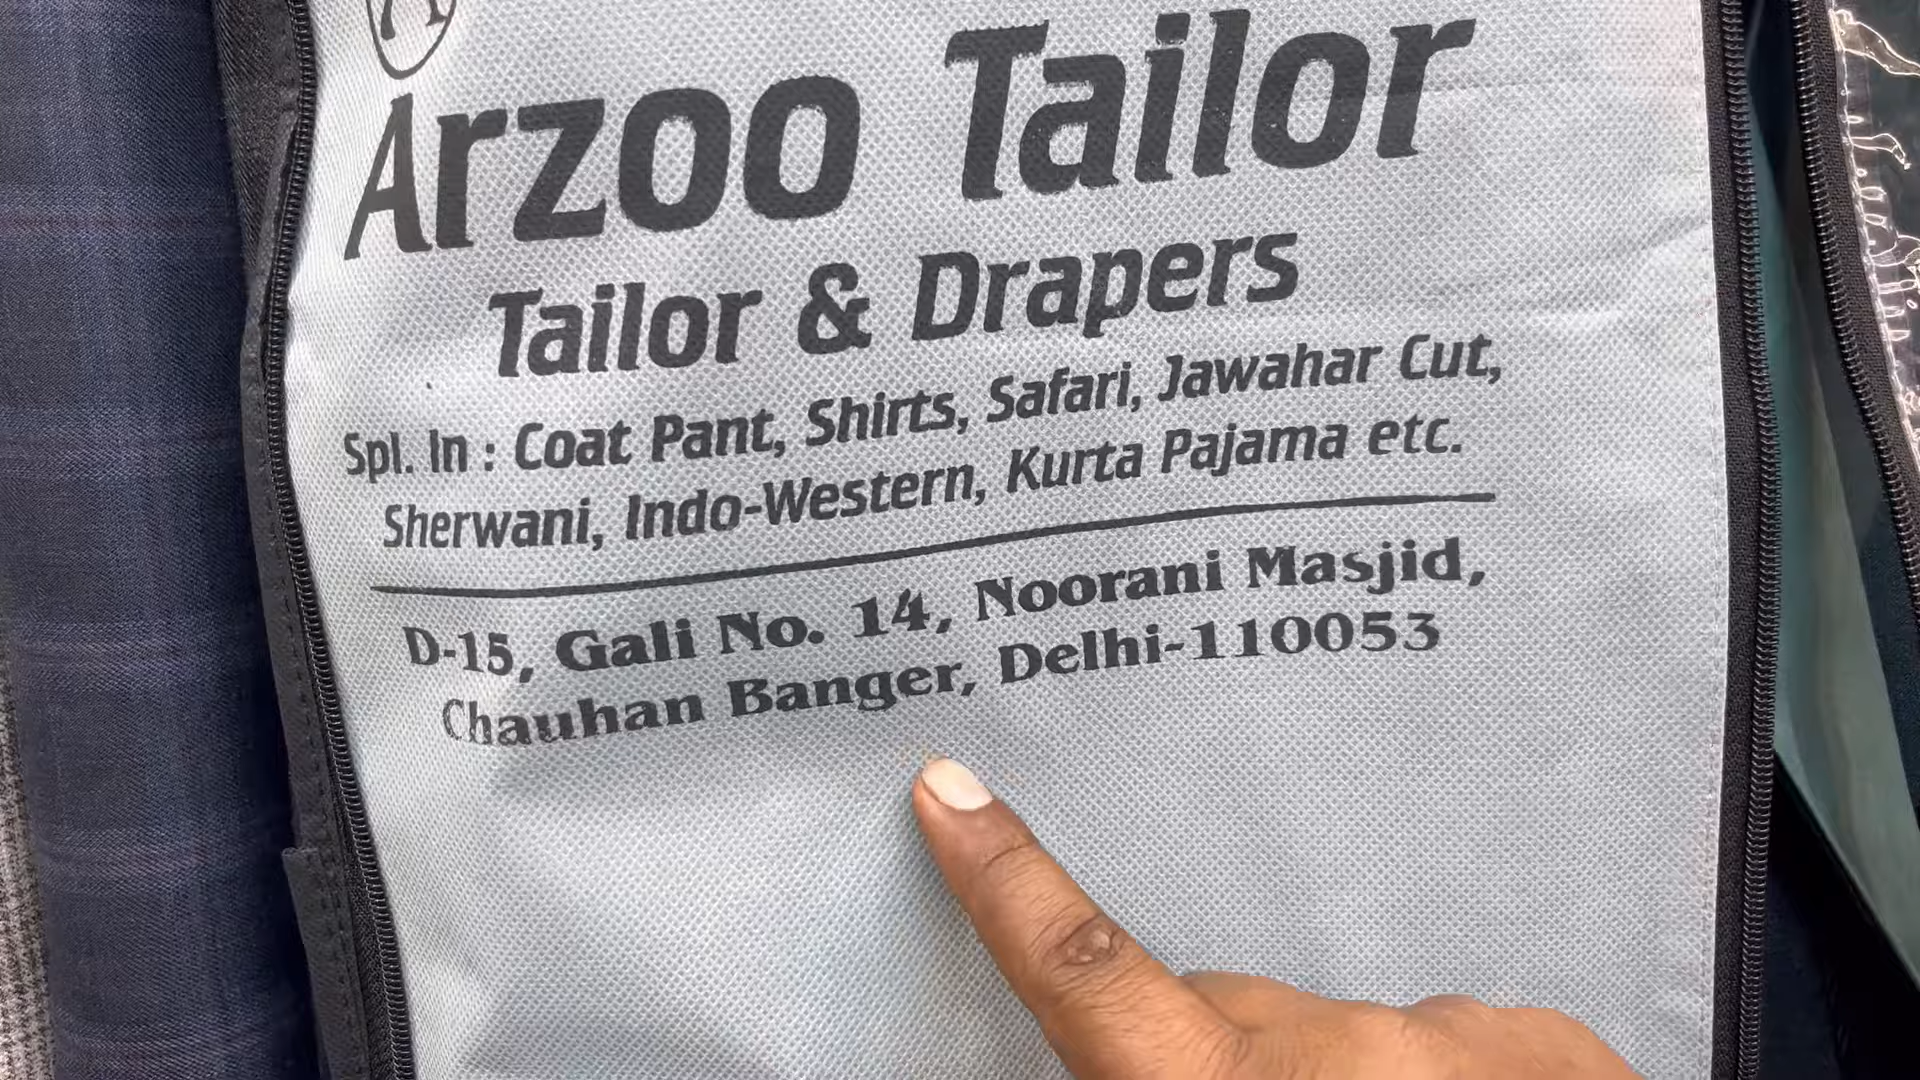 Arzoo Tailor
Tailor & Drapers
Spl. In : Coat Pant, Shirts, Safari, Jawahar Cut,
Sherwani, Indo-Western, Kurta Pajama etc.
D-15, Gali No. 14, Noorani Masjid,
Chauhan Banger, Delhi-110053